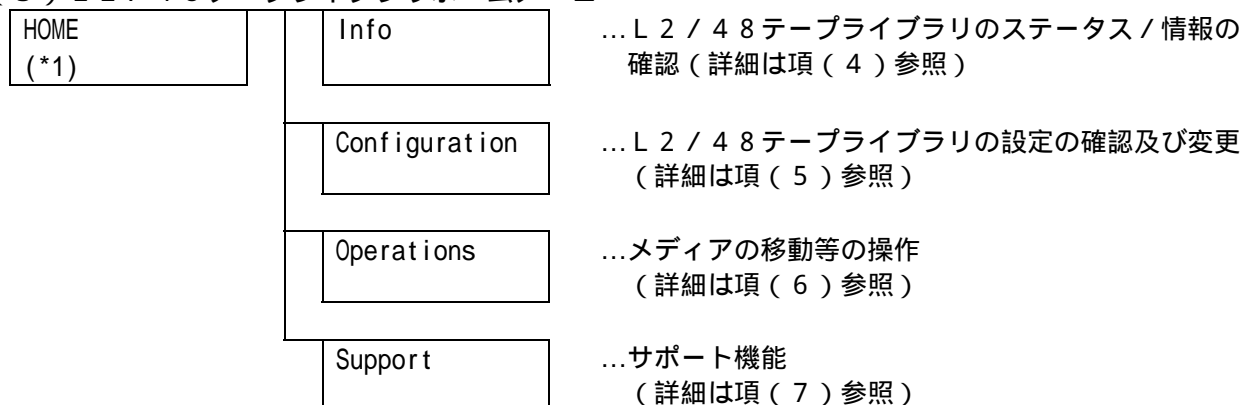 HOME
(*1)
Info
...Ｌ２／４８テープライブラリのステータス／情報の
確認（詳細は項（４）参照）
Configuration
...Ｌ２／４８テープライブラリの設定の確認及び変更
（詳細は項（５）参照）
Operations
...メディアの移動等の操作
（詳細は項（６）参照）
Support
...サポート機能
（詳細は項（７）参照）